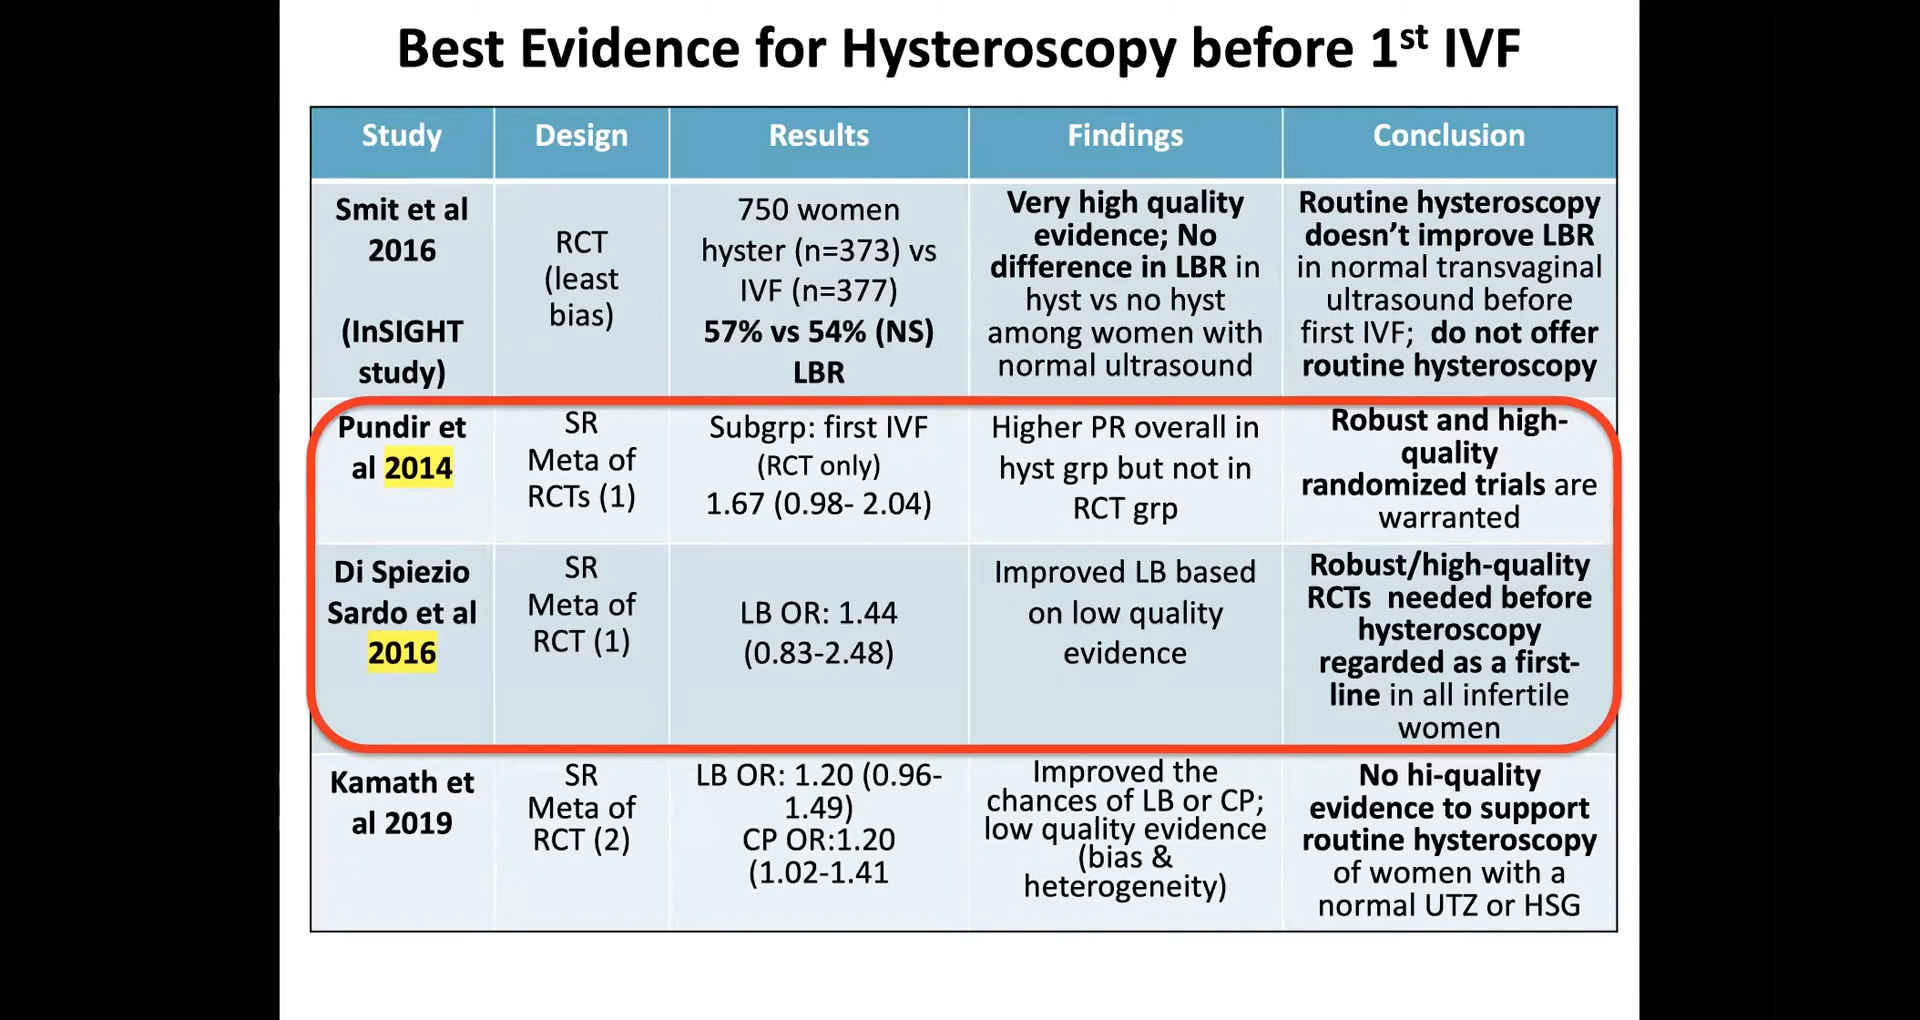 Best Evidence for Hysteroscopy before 1st IVF
Study
Design
Results
Findings
Conclusion
Smit et al
2016
(InSIGHT
study)
RCT
(least
bias)
750 women
hyster (n=373) vs
IVF (n=377)
57% vs 54% (NS)
LBR
Very high quality
evidence; No
difference in LBR in
hyst vs no hyst
among women with
normal ultrasound
Routine hysteroscopy
doesn’t improve LBR
in normal transvaginal
ultrasound before
first IVF; do not offer
routine hysteroscopy
Pundir et
al 2014
SR
Meta of
RCTs (1)
Subgrp: first IVF
(RCT only)
1.67 (0.98- 2.04)
Higher PR overall in
hyst grp but not in
RCT grp
Robust and high-
quality
randomized trials are
warranted
Di Spiezio
Sardo et al
2016
SR
Meta of
RCT (1)
LB OR: 1.44
(0.83-2.48)
Improved LB based
on low quality
evidence
Robust/high-quality
RCTs needed before
hysteroscopy
regarded as a first-
line in all infertile
women
Kamath et
al 2019
SR
Meta of
RCT (2)
LB OR: 1.20 (0.96-
1.49)
CP OR:1.20
(1.02-1.41
Improved the
chances of LB or CP;
low quality evidence
(bias &
heterogeneity)
No hi-quality
evidence to support
routine hysteroscopy
of women with a
normal UTZ or HSG